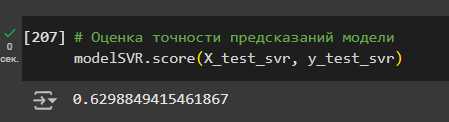 [207] # Оценка точности предсказаний модели
0
сек.
modelSVR.score(X_test_svr, y_test_svr)
0.6298849415461867